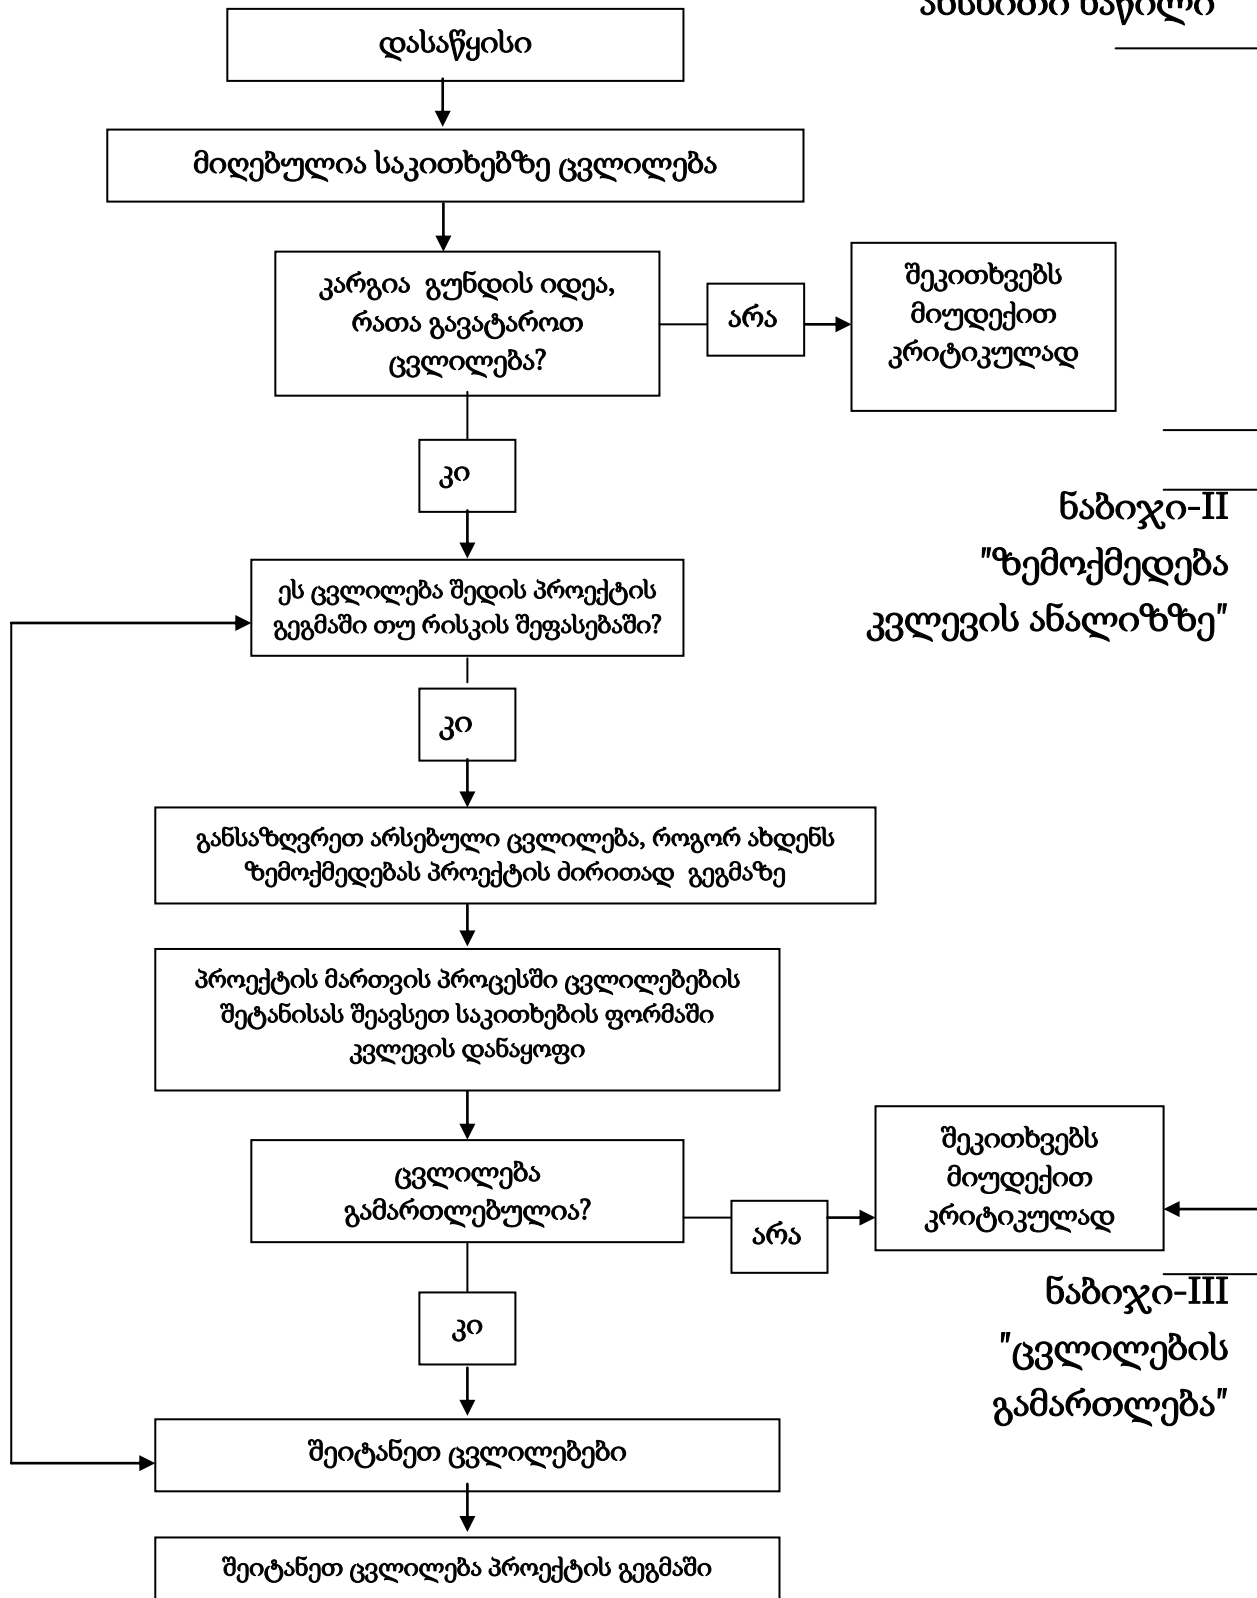 დასაწყისი
მიღებულია საკითხებზე ცვლილება
კარგია გუნდის იდეა,
რათა გავატაროთ
ცვლილება?
არა
შეკითხვებს
მიუდექით
კრიტიკულად
კი
ნაბიჯი-II
"ზემოქმედება
კვლევის ანალიზზე"
ეს ცვლილება შედის პროექტის
გეგმაში თუ რისკის შეფასებაში?
კი
განსაზღვრეთ არსებული ცვლილება, როგორ ახდენს
ზემოქმედებას პროექტის ძირითად გეგმაზე
პროექტის მართვის პროცესში ცვლილებების
შეტანისას შეავსეთ საკითხების ფორმაში
კვლევის დანაყოფი
ცვლილება
გამართლებულია?
არა
შეკითხვებს
მიუდექით
კრიტიკულად
კი
ნაბიჯი-III
"ცვლილების
გამართლება"
შეიტანეთ ცვლილებები
შეიტანეთ ცვლილება პროექტის გეგმაში